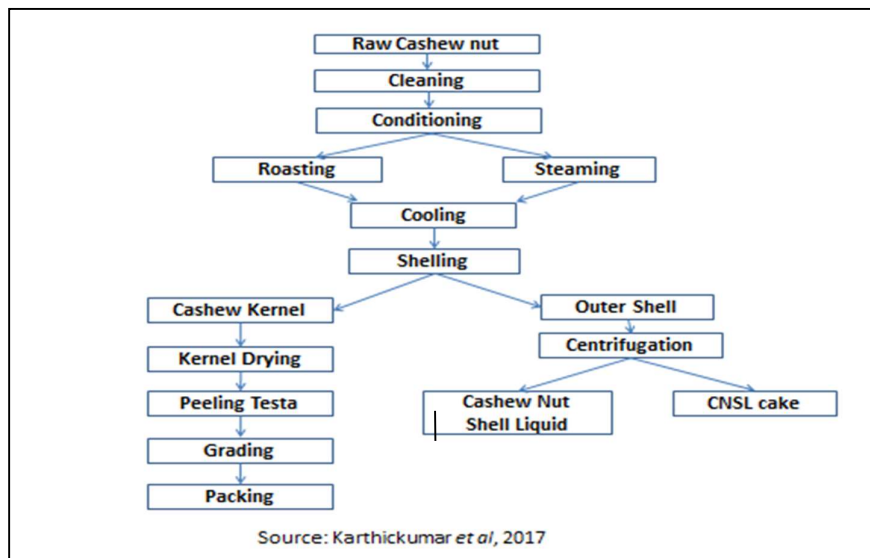 Raw Cashew nut
Cleaning
Conditioning
Roasting
Steaming
Cooling
Shelling
Cashew Kernel
Outer Shell
Kernel Drying
Centrifugation
Peeling Testa
Cashew Nut
Shell Liquid
CNSL cake
Grading
Packing
Source: Karthickumar et al, 2017